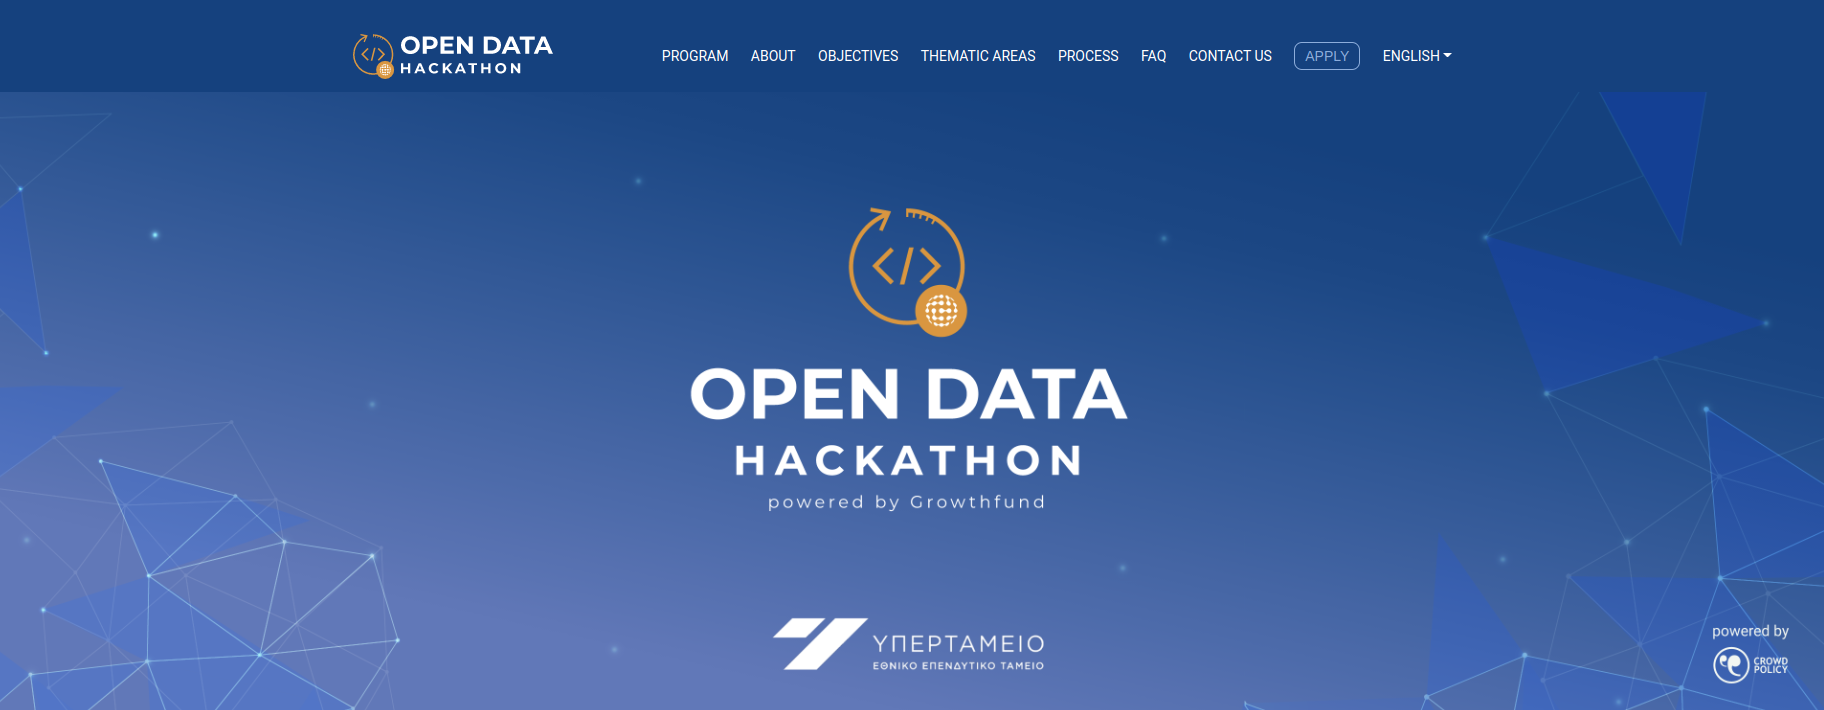 OPEN DATA
HACKATHON
PROGRAM ABOUT OBJECTIVES THEMATIC AREAS PROCESS FAQ CONTACT US APPLY ENGLISH
</>
OPEN DATA
HACKATHON
powered by Growthfund
ΥΠΕΡΤΑΜΕΙΟ
ΕΘΝΙΚΟ ΕΠΕΝΔΥΤΙΚΟ ΤΑΜΕΙΟ
powered by
CROWD
POLICY